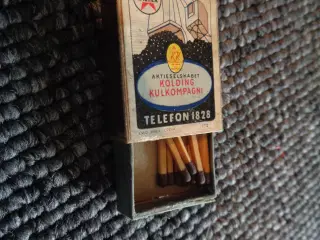 AKTIESELSKABET
KOLDING
KULKOMPAGNI
TELEFON 1828